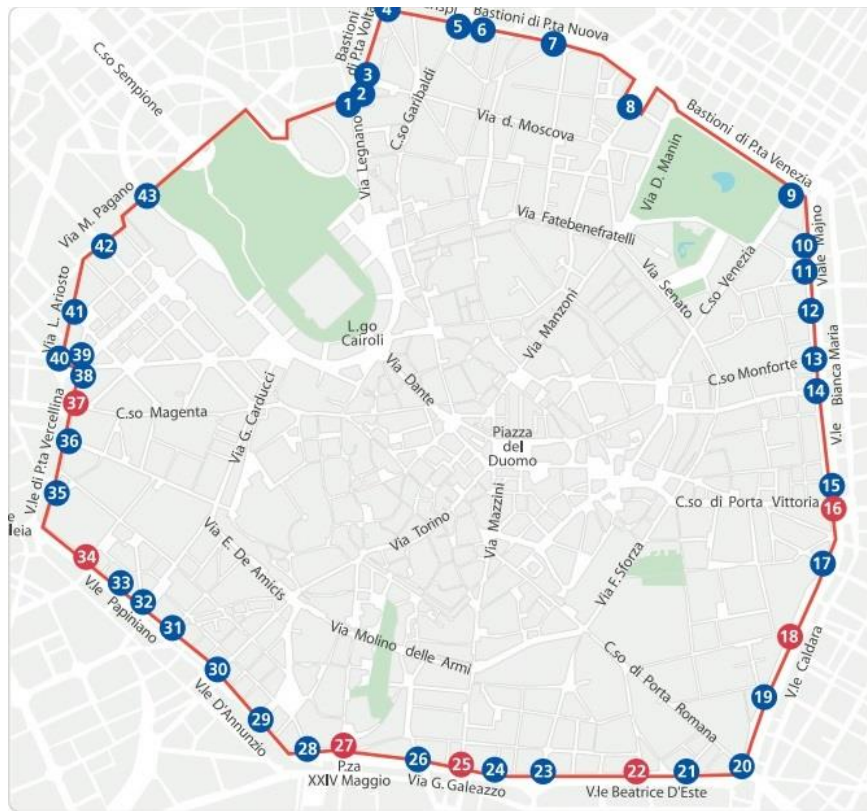 4
nspi
5
6
Bastioni di P.ta Nuova
7
Bastioni
di P.ta Volta
3
2
1
8
C.so Sempione
C.so Garibaldi
Via d. Moscova
Via Legnano
Bastioni di P.ta Venezia
Via D. Manin
43
9
Via M. Pagano
Via Fatebenefratelli
42
10
Viale Majno
11
Via Senato
C.so Venezia
Via L. Ariosto
41
12
L.go
Cairoli
Via Manzoni
40
39
38
13
C.so Monforte
Via Dante
14
V.le Bianca Maria
37
C.so Magenta
Via G. Carducci
36
Piazza
del
Duomo
V.le di P.ta Vercellina
35
15
C.so di Porta Vittoria
16
e
leia
Via Mazzini
Via Torino
34
Via E. De Amicis
Via F. Sforza
17
33
32
V.le Papiniano
31
Via Molino delle Armi
18
V.le Caldara
30
C.so di Porta Romana
19
V.le D'Annunzio
29
28
27
P.za
XXIV Maggio
26
25
Via G. Galeazzo
24
23
22
V.le Beatrice D'Este
21
20